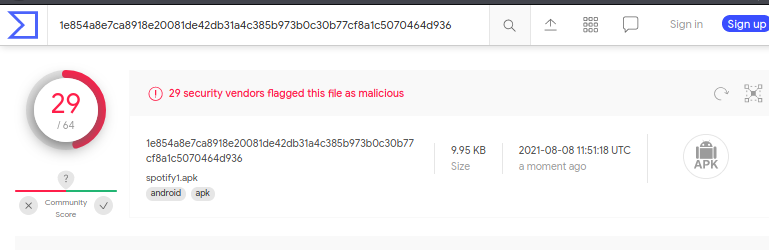 1e854a8e7ca8918e20081de42db31a4c385b973b0c30b77cf8a1c5070464d936
Sign in
Sign up
29
/ 64
Community
Score
29 security vendors flagged this file as malicious
1e854a8e7ca8918e20081de42db31a4c385b973b0c30b77
cf8a1c5070464d936
spotify1.apk
android apk
9.95 KB
Size
2021-08-08 11:51:18 UTC
a moment ago
APK
?